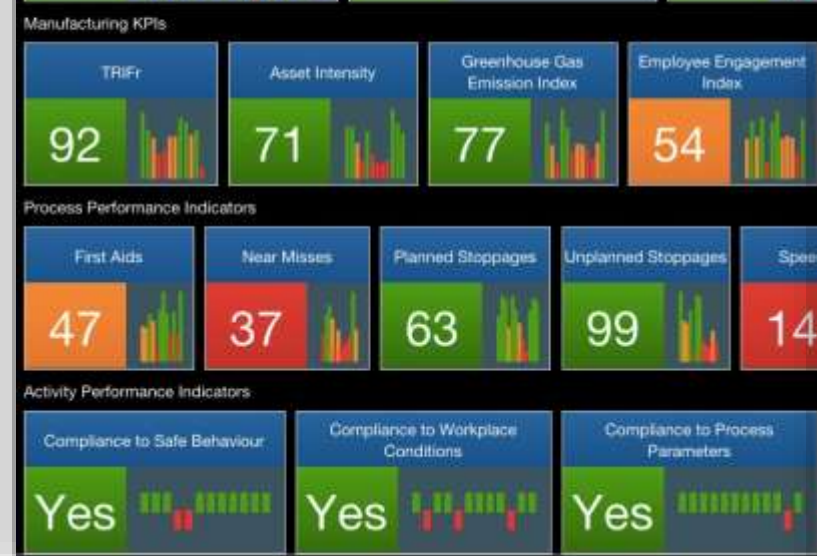 Manufacturing KPIs
TRIFr
Asset Intensity
Greenhouse Gas
Emission Index
Employee Engagement
Index
92
71
77
54
Process Performance Indicators
First Aids
Near Misses
Planned Stoppages
Unplanned Stoppages
Spee
47
37
63
99
14
Activity Performance Indicators
Compliance to Safe Behaviour
Compliance to Workplace
Conditions
Compliance to Process
Parameters
Yes
Yes
Yes